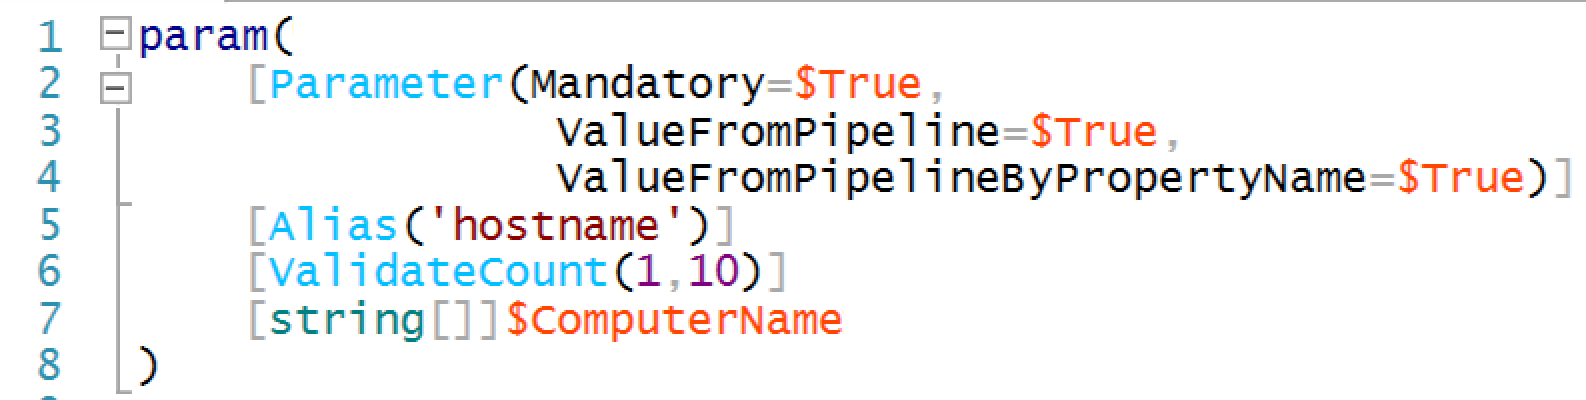 1 param(
2     [Parameter(Mandatory=$True,
3                 ValueFromPipeline=$True,
4                 ValueFromPipelineByPropertyName=$True)]
5     [Alias('hostname')]
6     [ValidateCount(1,10)]
7     [string[]]$ComputerName
8 )